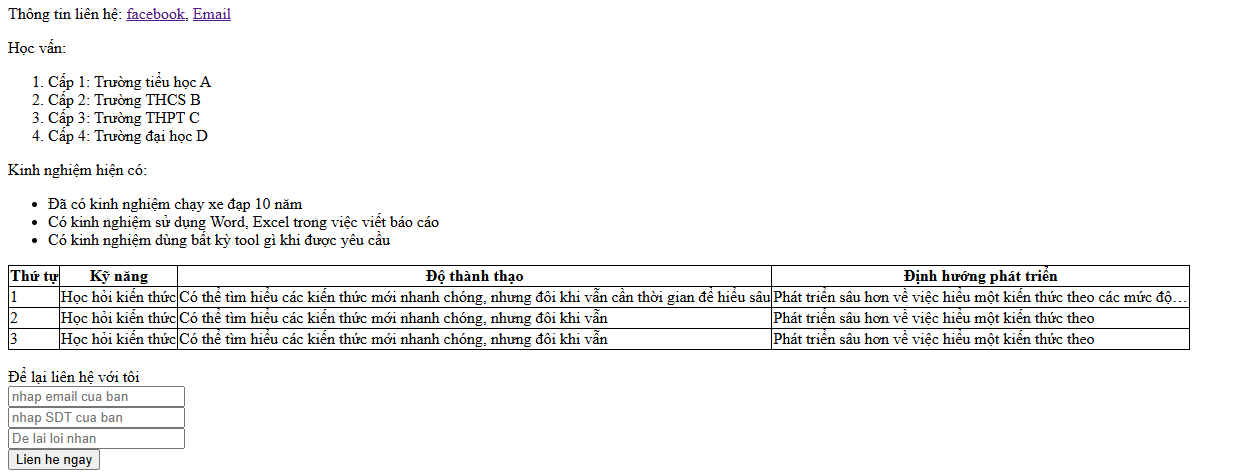 Thông tin liên hệ: facebook, Email
Học vấn:
1. Cấp 1: Trường tiểu học A
2. Cấp 2: Trường THCS B
3. Cấp 3: Trường THPT C
4. Cấp 4: Trường đại học D
Kinh nghiệm hiện có:
• Đã có kinh nghiệm chạy xe đạp 10 năm
• Có kinh nghiệm sử dụng Word, Excel trong việc viết báo cáo
• Có kinh nghiệm dùng bất kỳ tool gì khi được yêu cầu
Thứ tự Kỹ năng Độ thành thạo Định hướng phát triển
1 Học hỏi kiến thức Có thể tìm hiểu các kiến thức mới nhanh chóng, nhưng đôi khi vẫn cần thời gian để hiểu sâu Phát triển sâu hơn về việc hiểu một kiến thức theo các mức độ…
2 Học hỏi kiến thức Có thể tìm hiểu các kiến thức mới nhanh chóng, nhưng đôi khi vẫn Phát triển sâu hơn về việc hiểu một kiến thức theo
3 Học hỏi kiến thức Có thể tìm hiểu các kiến thức mới nhanh chóng, nhưng đôi khi vẫn Phát triển sâu hơn về việc hiểu một kiến thức theo
Để lại liên hệ với tôi
nhap email cua ban
nhap SDT cua ban
De lai loi nhan
Lien he ngay